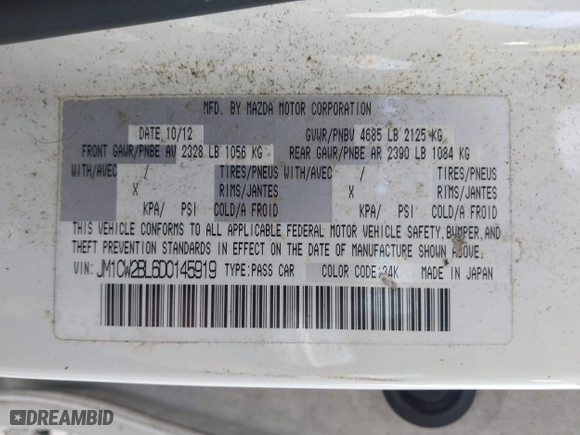 MFD. BY MAZDA MOTOR CORPORATION
DATE 10/12 GVWR/PNBV 4685 LB 2125 KG
FRONT GAWR/PNBE AV 2328 LB 1056 KG REAR GAWR/PNBE AR 2390 LB 1084 KG
WITH/AVEC / TIRES/PNEUS WITH/AVEC / TIRES/PNEUS
X RIMS/JANTES X RIMS/JANTES
KPA/ PSI COLD/A FROID KPA/ PSI COLD/A FROID
THIS VEHICLE CONFORMS TO ALL APPLICABLE FEDERAL MOTOR VEHICLE SAFETY, BUMPER, AND
THEFT PREVENTION STANDARDS IN EFFECT ON THE DATE OF MANUFACTURE SHOWN ABOVE.
VIN: JM1CW2BL6D0145919 TYPE:PASS CAR COLOR CODE:34K MADE IN JAPAN
DREAMBID